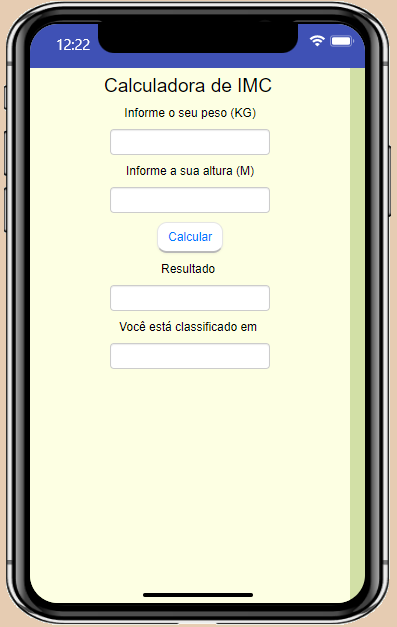 12:22
Calculadora de IMC
Informe o seu peso (KG)
Informe a sua altura (M)
Calcular
Resultado
Você está classificado em